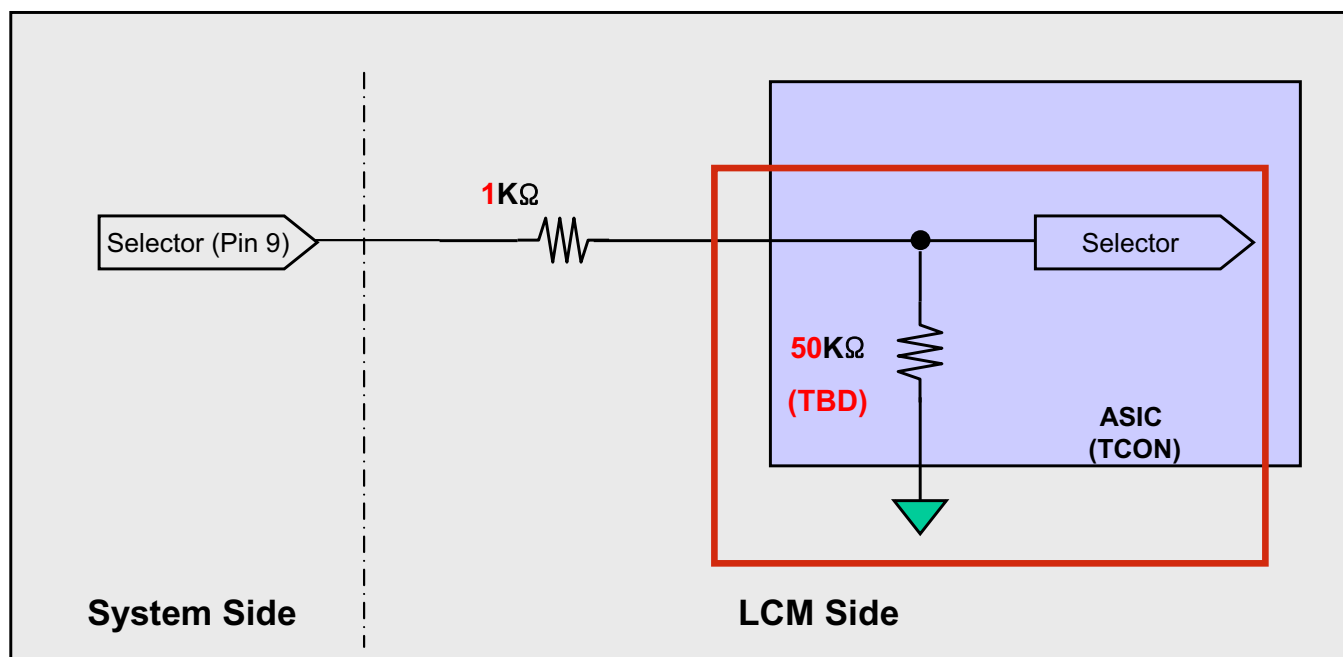 1KΩ
Selector (Pin 9)
Selector
50KΩ
(TBD)
ASIC
(TCON)
System Side
LCM Side